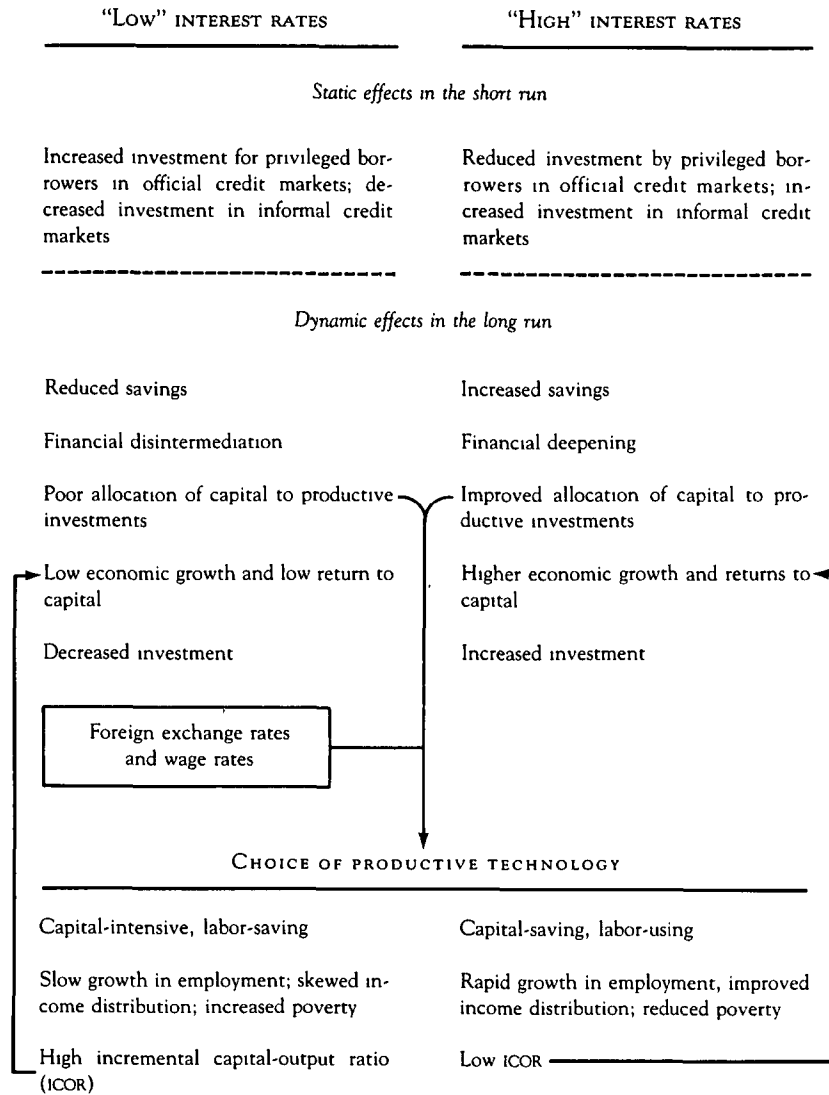 "LOW" INTEREST RATES
"HIGH" INTEREST RATES
Static effects in the short run
Increased investment for privileged bor-
rowers in official credit markets; de-
creased investment in informal credit
markets
Reduced investment by privileged bor-
rowers in official credit markets; in-
creased investment in informal credit
markets
Dynamic effects in the long run
Reduced savings
Increased savings
Financial disintermediation
Financial deepening
Poor allocation of capital to productive
investments
Improved allocation of capital to pro-
ductive investments
Low economic growth and low return to
capital
Higher economic growth and returns to
capital
Decreased investment
Increased investment
Foreign exchange rates
and wage rates
CHOICE OF PRODUCTIVE TECHNOLOGY
Capital-intensive, labor-saving
Capital-saving, labor-using
Slow growth in employment; skewed in-
come distribution; increased poverty
Rapid growth in employment, improved
income distribution; reduced poverty
High incremental capital-output ratio
(ICOR)
Low ICOR